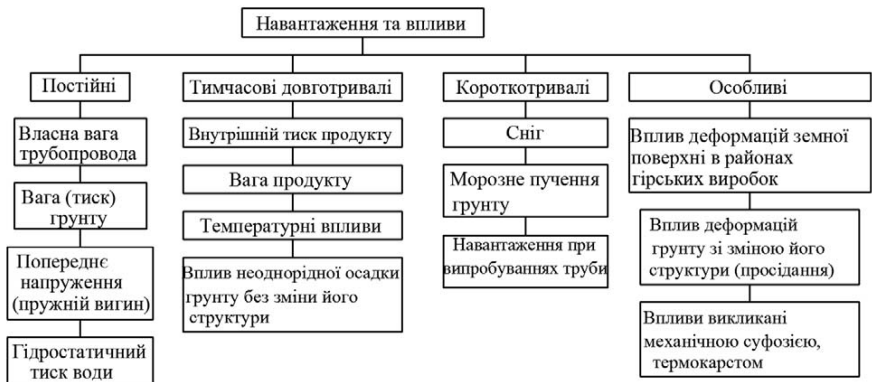 Навантаження та впливи
Постійні
Власна вага
трубопровода
Вага (тиск)
грунту
Попереднє
напруження
(пружній вигин)
Гідростатичний
тиск води
Тимчасові довготривалі
Внутрішній тиск продукту
Вага продукту
Температурні впливи
Вплив неоднорідної осадки
грунту без зміни його
структури
Короткотривалі
Сніг
Морозне пучення
грунту
Навантаження при
випробуваннях труби
Особливі
Вплив деформацій земної
поверхні в районах
гірських виробок
Вплив деформацій
грунту зі зміною його
структури (просідання)
Впливи викликані
механічною суфозією,
термокарстом